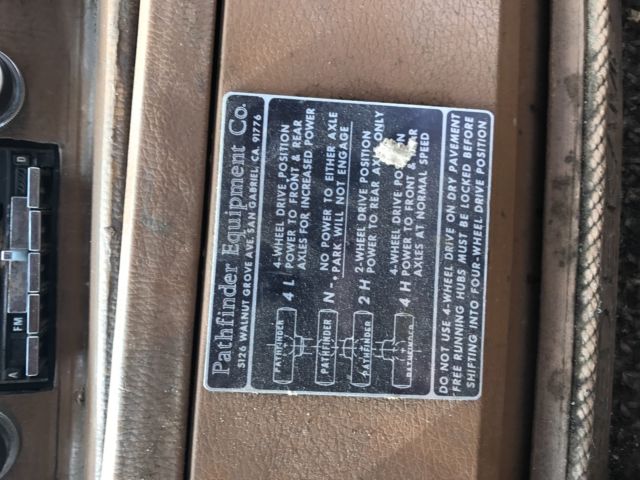 Pathfinder Equipment Co.
5126 WALNUT GROVE AVE, SAN GABRIEL, CA. 91776
PATHFINDER
4 L
4-WHEEL DRIVE POSITION
POWER TO FRONT & REAR
AXLES FOR INCREASED POWER
PATHFINDER
N -
NO POWER TO EITHER AXLE
PARK WILL NOT ENGAGE
PATHFINDER
2 H
2-WHEEL DRIVE POSITION
POWER TO REAR AXLE ONLY
PATHFINDER
4 H
4-WHEEL DRIVE POSITION
POWER TO FRONT & REAR
AXLES AT NORMAL SPEED
DO NOT USE 4-WHEEL DRIVE ON DRY PAVEMENT
FREE RUNNING HUBS MUST BE LOCKED BEFORE
SHIFTING INTO FOUR-WHEEL DRIVE POSITION
A
FM
D